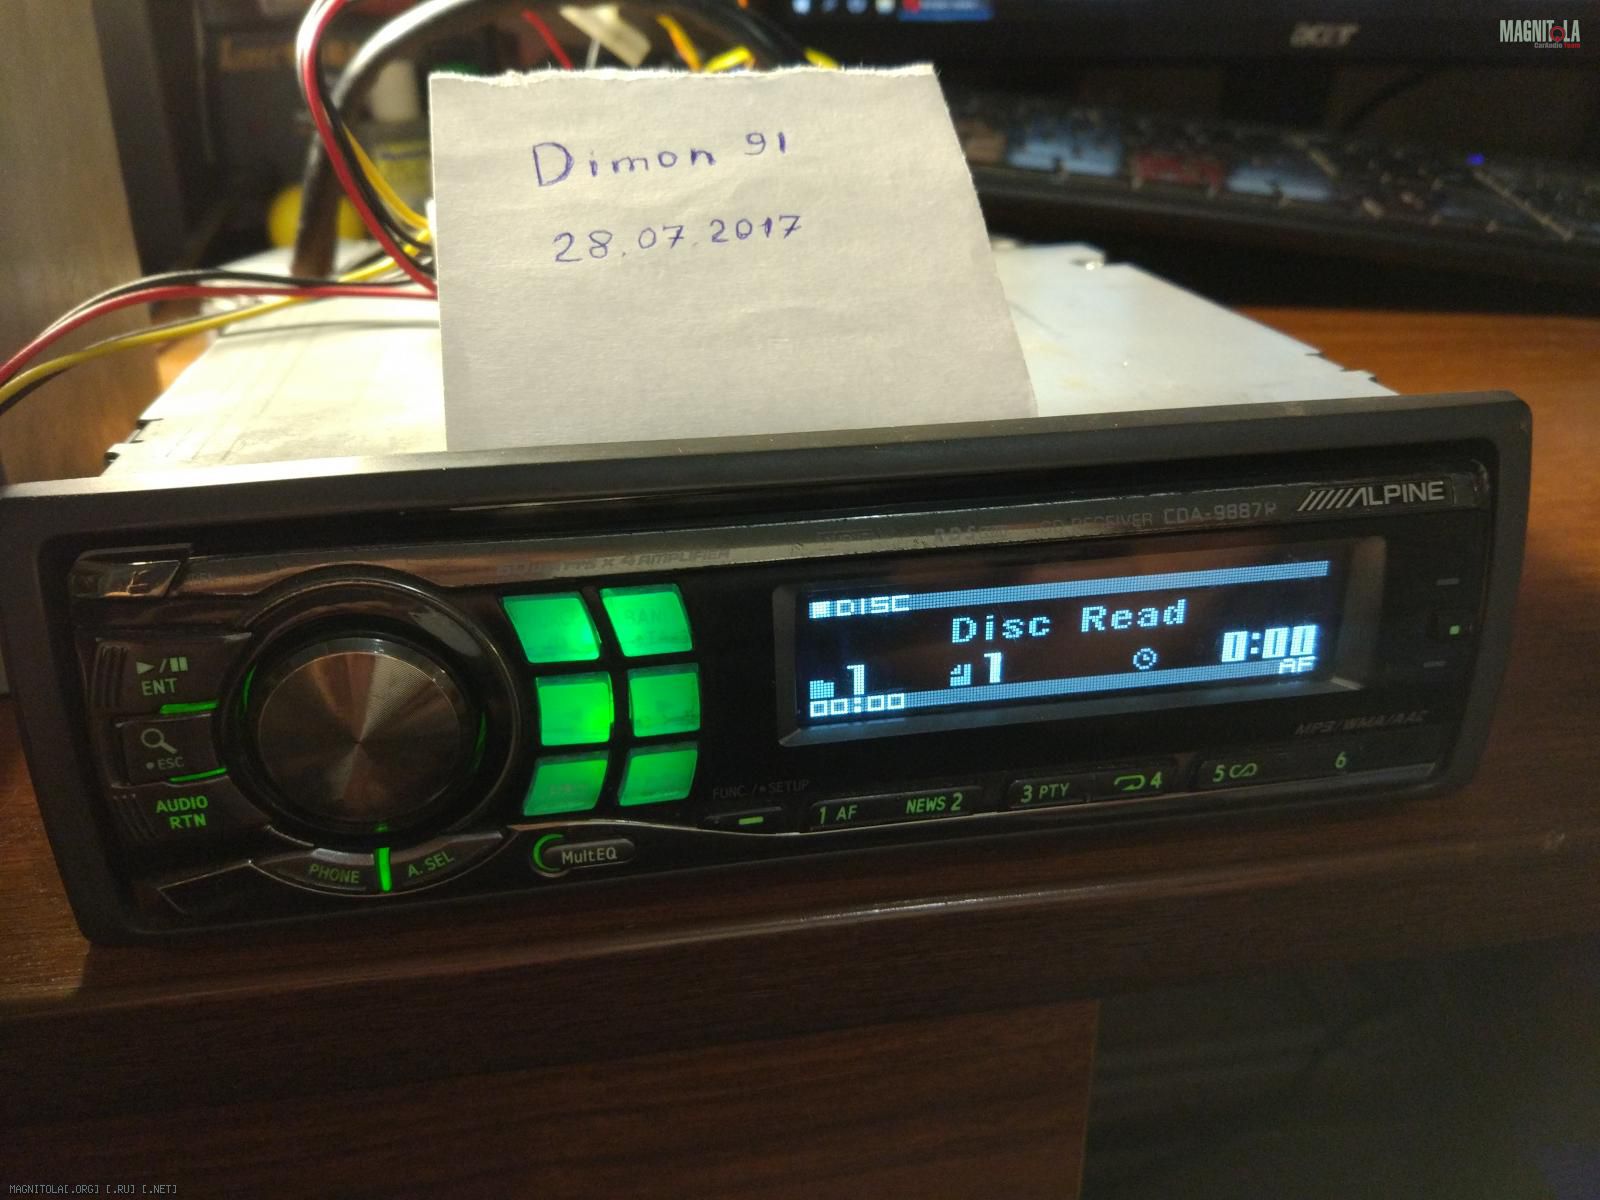 MAGNITOLA
CarAudio Team
acer
Dimon 91
28.07.2017
ALPINE
CD RECEIVER CDA-9887R
50 WATTS X 4 AMPLIFIER
DISC
Disc Read
1 1 0:00
AF
00:00
MP3/WMA/AAC
ENT
ESC
AUDIO
RTN
PHONE
A. SEL
MultEQ
FUNC./ SETUP
1 AF
NEWS 2
3 PTY
4
5
6
MAGNITOLA[.ORG] [.RU] [.NET]